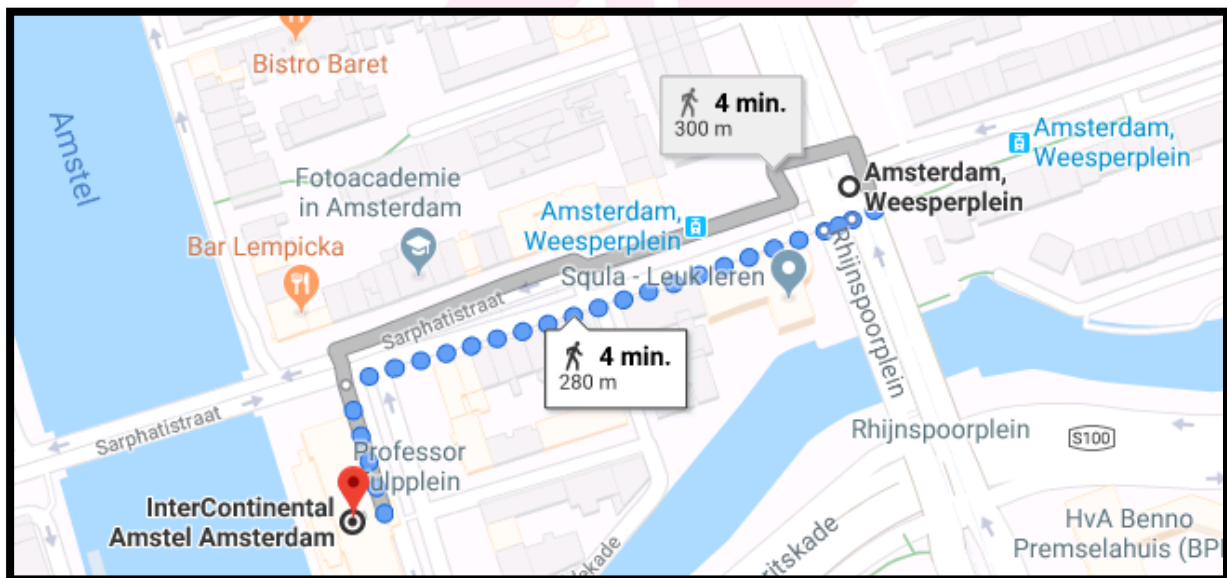 Bistro Baret
4 min.
300 m
Amstel
Amsterdam,
Weesperplein
Amsterdam,
Weesperplein
Fotoacademie
in Amsterdam
Amsterdam,
Weesperplein
Bar Lempicka
Squla - Leuk leren
Rhijnspoorplein
Sarphatistraat
4 min.
280 m
Sarphatistraat
Rhijnspoorplein
S100
Professor
InterContinental
Amstel Amsterdam
HvA Benno
Premselahuis (BP